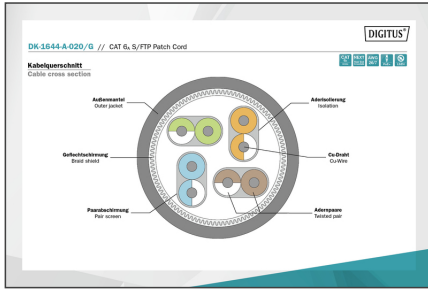 DIGITUS®
DK-1644-A-020/G // CAT 6A S/FTP Patch Cord
Kabelquerschnitt
Cable cross section
Außenmantel
Outer jacket
Aderisolierung
Isolation
Geflechtschirmung
Braid shield
Cu-Draht
Cu-Wire
Paarabschirmung
Pair screen
Adernpaare
Twisted pair